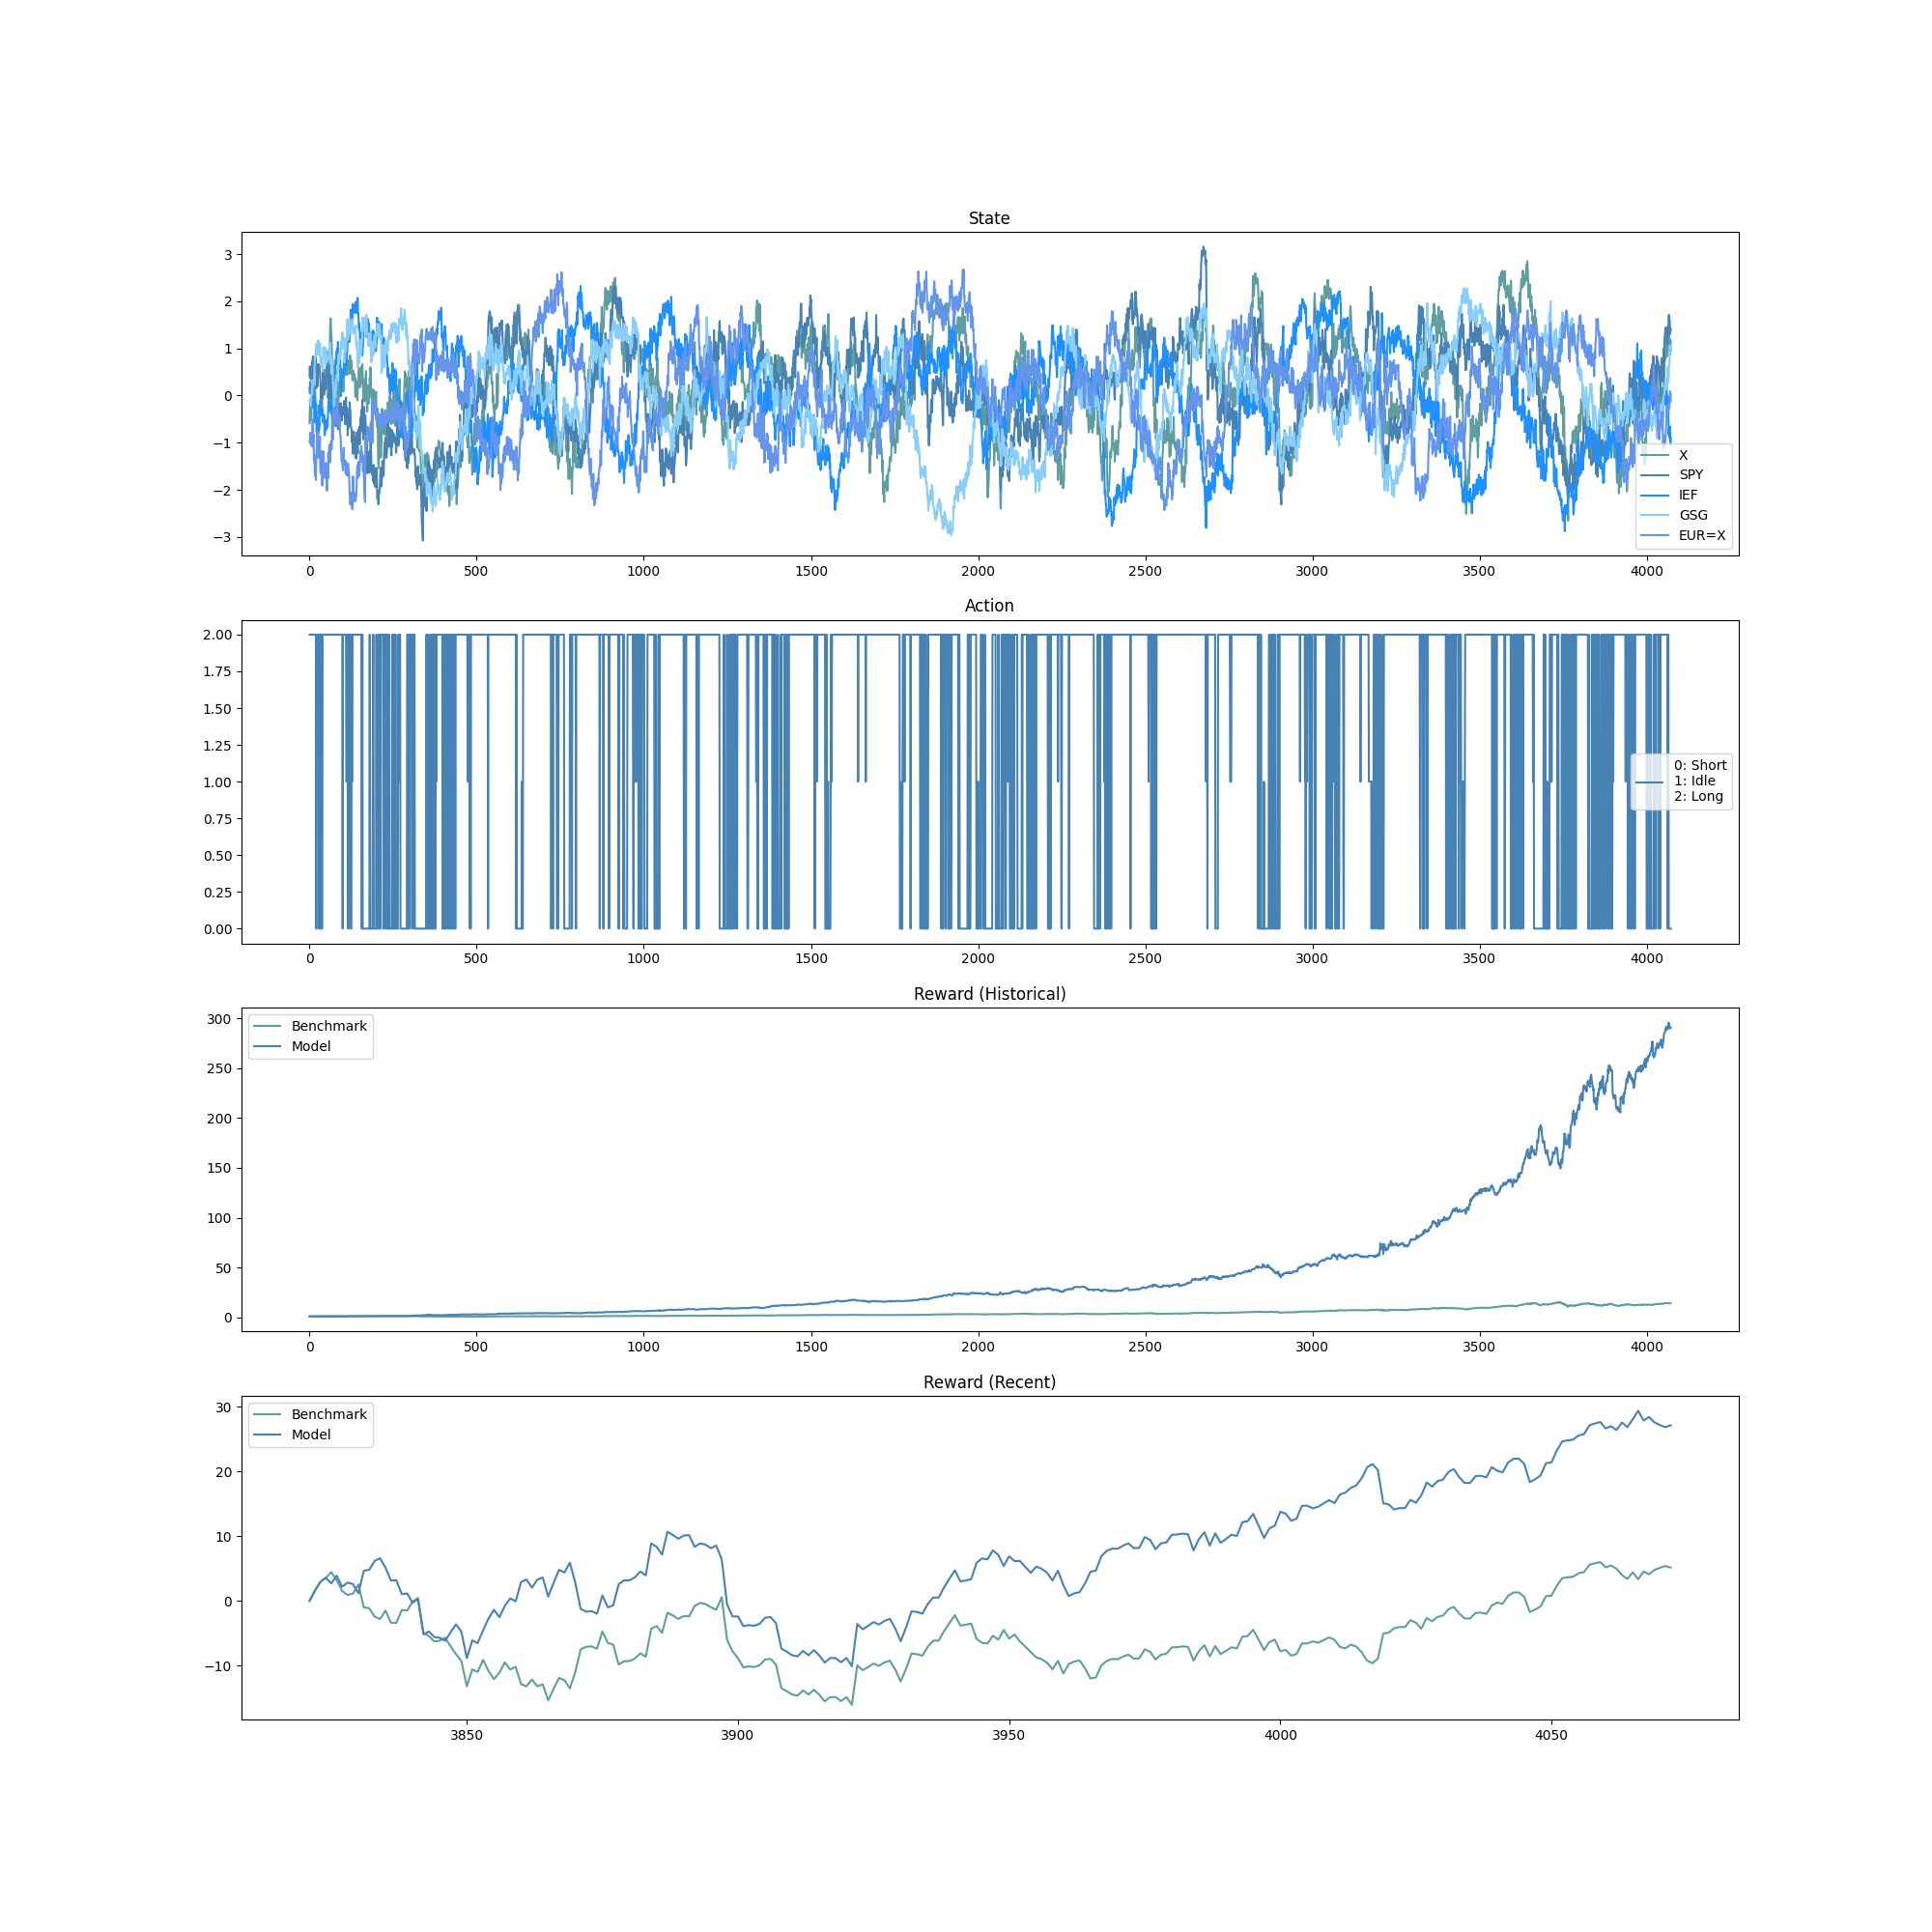 State
3
2
1
0
−1
−2
−3
X
SPY
IEF
GSG
EUR=X
0 500 1000 1500 2000 2500 3000 3500 4000
Action
2.00
1.75
1.50
1.25
1.00
0.75
0.50
0.25
0.00
0: Short
1: Idle
2: Long
0 500 1000 1500 2000 2500 3000 3500 4000
Reward (Historical)
300
250
200
150
100
50
0
Benchmark
Model
0 500 1000 1500 2000 2500 3000 3500 4000
Reward (Recent)
30
20
10
0
−10
Benchmark
Model
3850 3900 3950 4000 4050